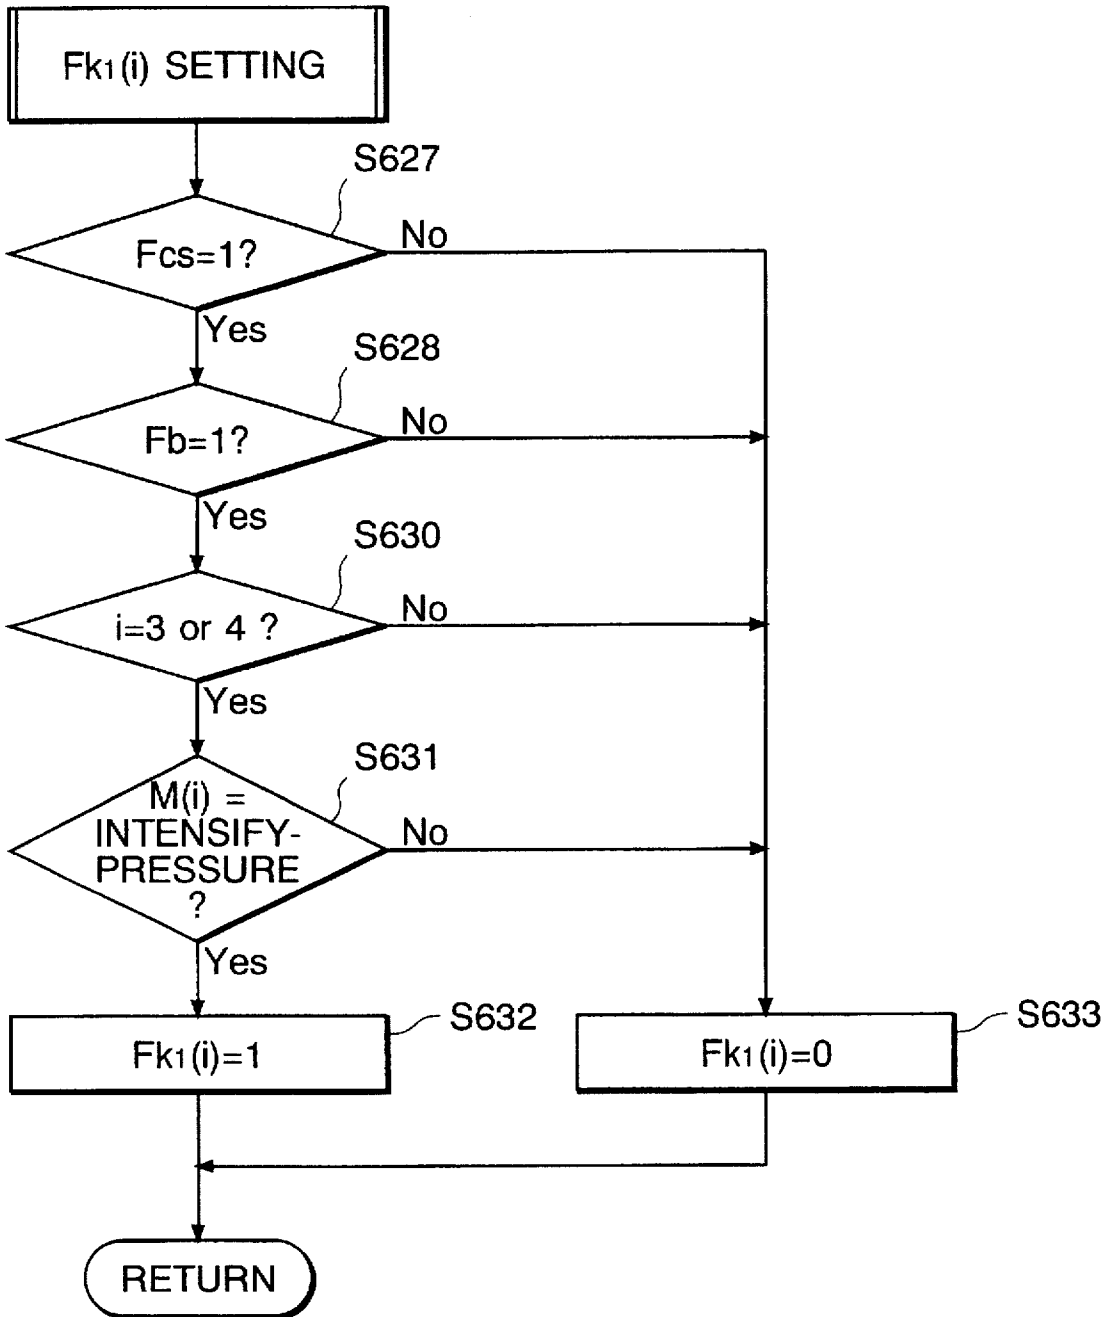 Fk1(i) SETTING
S627
Fcs=1?
No
Yes
S628
Fb=1?
No
Yes
S630
i=3 or 4 ?
No
Yes
S631
M(i) =
INTENSIFY-
PRESSURE
?
No
Yes
S632
Fk1(i)=1
S633
Fk1(i)=0
RETURN